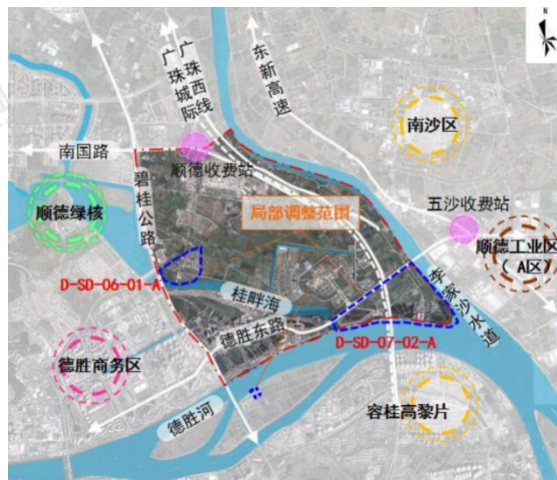 N
广珠城际
广珠西线
东新高速
南沙区
南国路
顺德收费站
碧桂公路
顺德绿核
局部调整范围
五沙收费站
顺德工业区
（A区）
D-SD-06-01-A
桂畔海
李家沙水道
德胜东路
D-SD-07-02-A
德胜商务区
德胜河
容桂高黎片